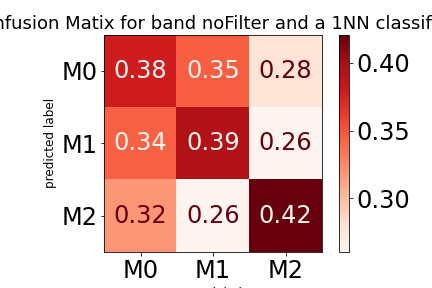 nfusion Matix for band noFilter and a 1NN classif
M0 0.38 0.35 0.28
M1 0.34 0.39 0.26
M2 0.32 0.26 0.42
M0 M1 M2
predicted label
0.40
0.35
0.30